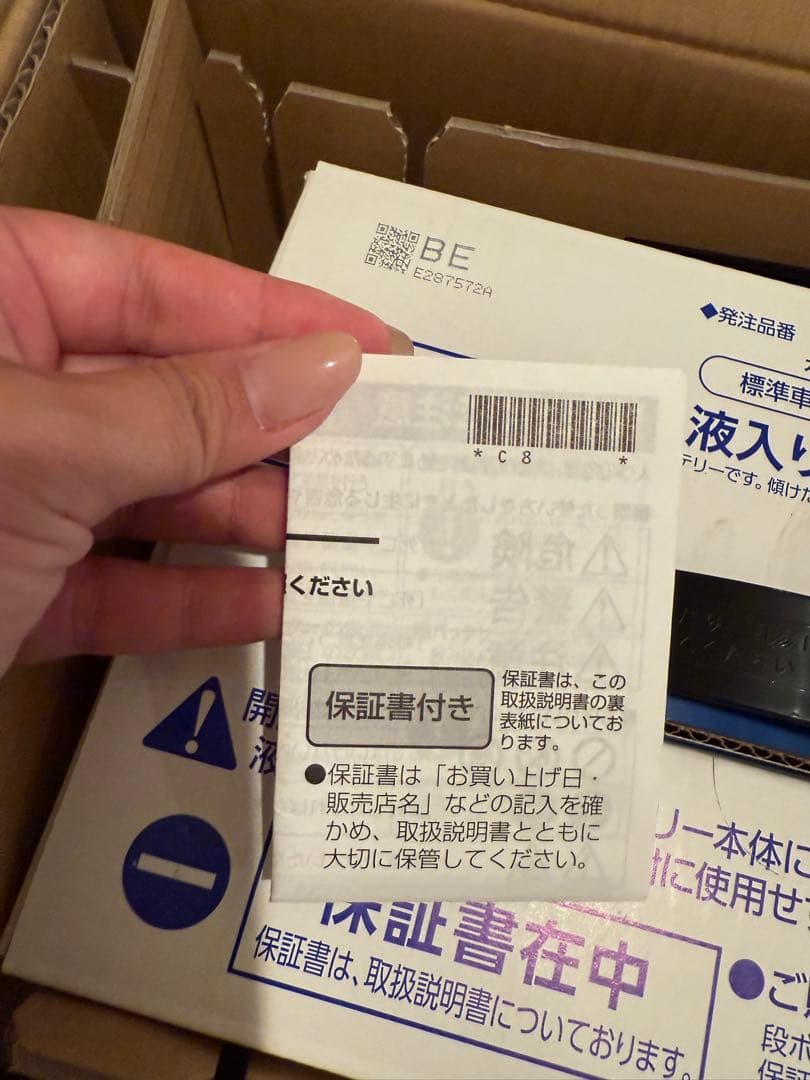 BE
E287572A
◆発注品番
標準車
液入り
テリーです。傾けた
* C 8 *
ください
保証書付き
保証書は、この
取扱説明書の裏
表紙についてお
ります。
●保証書は「お買い上げ日・
販売店名」などの記入を確
かめ、取扱説明書とともに
大切に保管してください。
開
液
リー本体に
に使用せ
保証書在中
保証書は、取扱説明書についております。
●ご
段ボ
保証